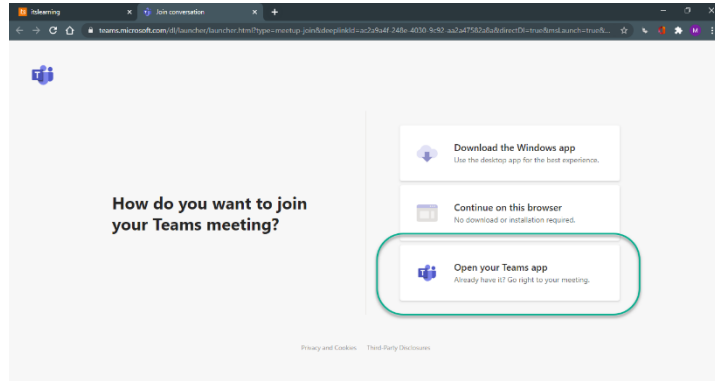 itslearning
Join conversation
teams.microsoft.com/dl/launcher/launcher.html?type=meetup-join&deeplinkId=ac2a9a4f-248e-4030-9c92-aa2a47582a6a&directDl=true&msLaunch=true&...
M
Download the Windows app
Use the desktop app for the best experience.
Continue on this browser
No download or installation required.
How do you want to join
your Teams meeting?
Open your Teams app
Already have it? Go right to your meeting.
Privacy and Cookies Third-Party Disclosures